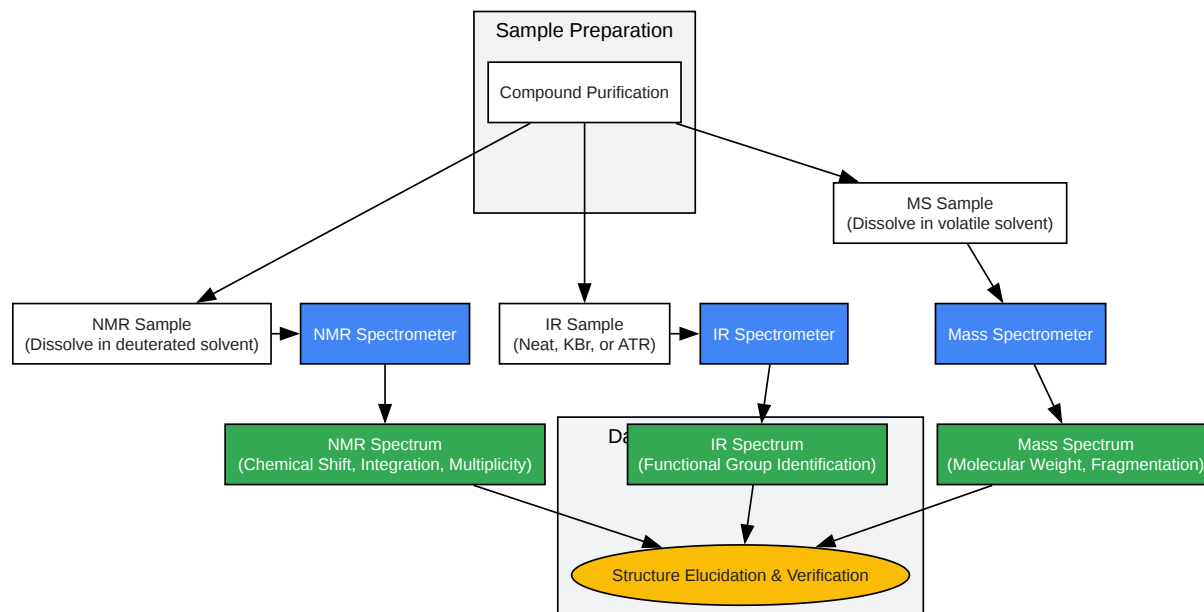 Sample Preparation
Compound Purification
MS Sample
(Dissolve in volatile solvent)
NMR Sample
(Dissolve in deuterated solvent)
NMR Spectrometer
IR Sample
(Neat, KBr, or ATR)
IR Spectrometer
Mass Spectrometer
NMR Spectrum
(Chemical Shift, Integration, Multiplicity)
IR Spectrum
(Functional Group Identification)
Mass Spectrum
(Molecular Weight, Fragmentation)
Structure Elucidation & Verification